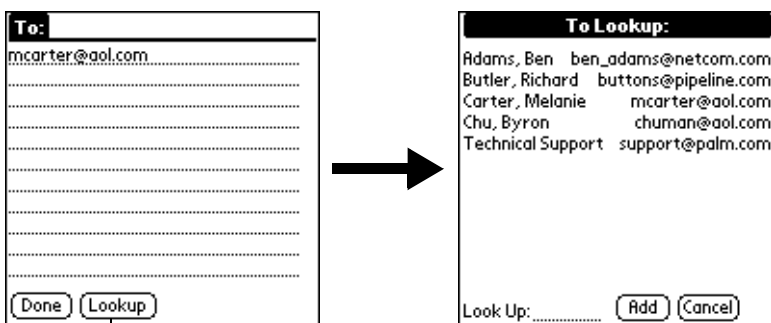 To:
mcarter@aol.com
Done Lookup
To Lookup:
Adams, Ben ben_adams@netcom.com
Butler, Richard buttons@pipeline.com
Carter, Melanie mcarter@aol.com
Chu, Byron chuman@aol.com
Technical Support support@palm.com
Look Up: Add Cancel